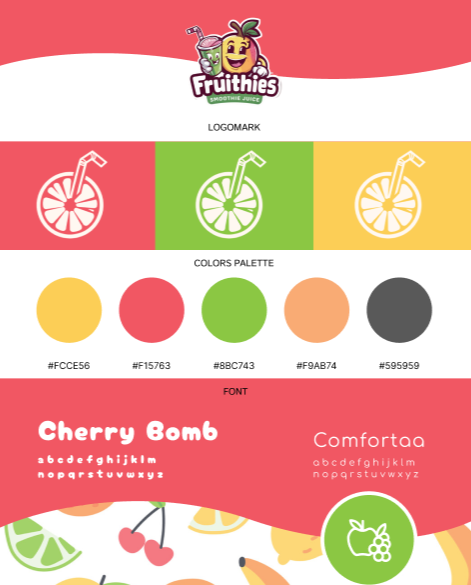 Fruithies
SMOOTHIE JUICE
LOGOMARK
COLORS PALETTE
#FCCE56 #F15763 #8BC743 #F9AB74 #595959
FONT
Cherry Bomb
abcdefghijklm
nopqrstuvwxyz
Comfortaa
abcdefghijklm
nopqrstuvwxyz